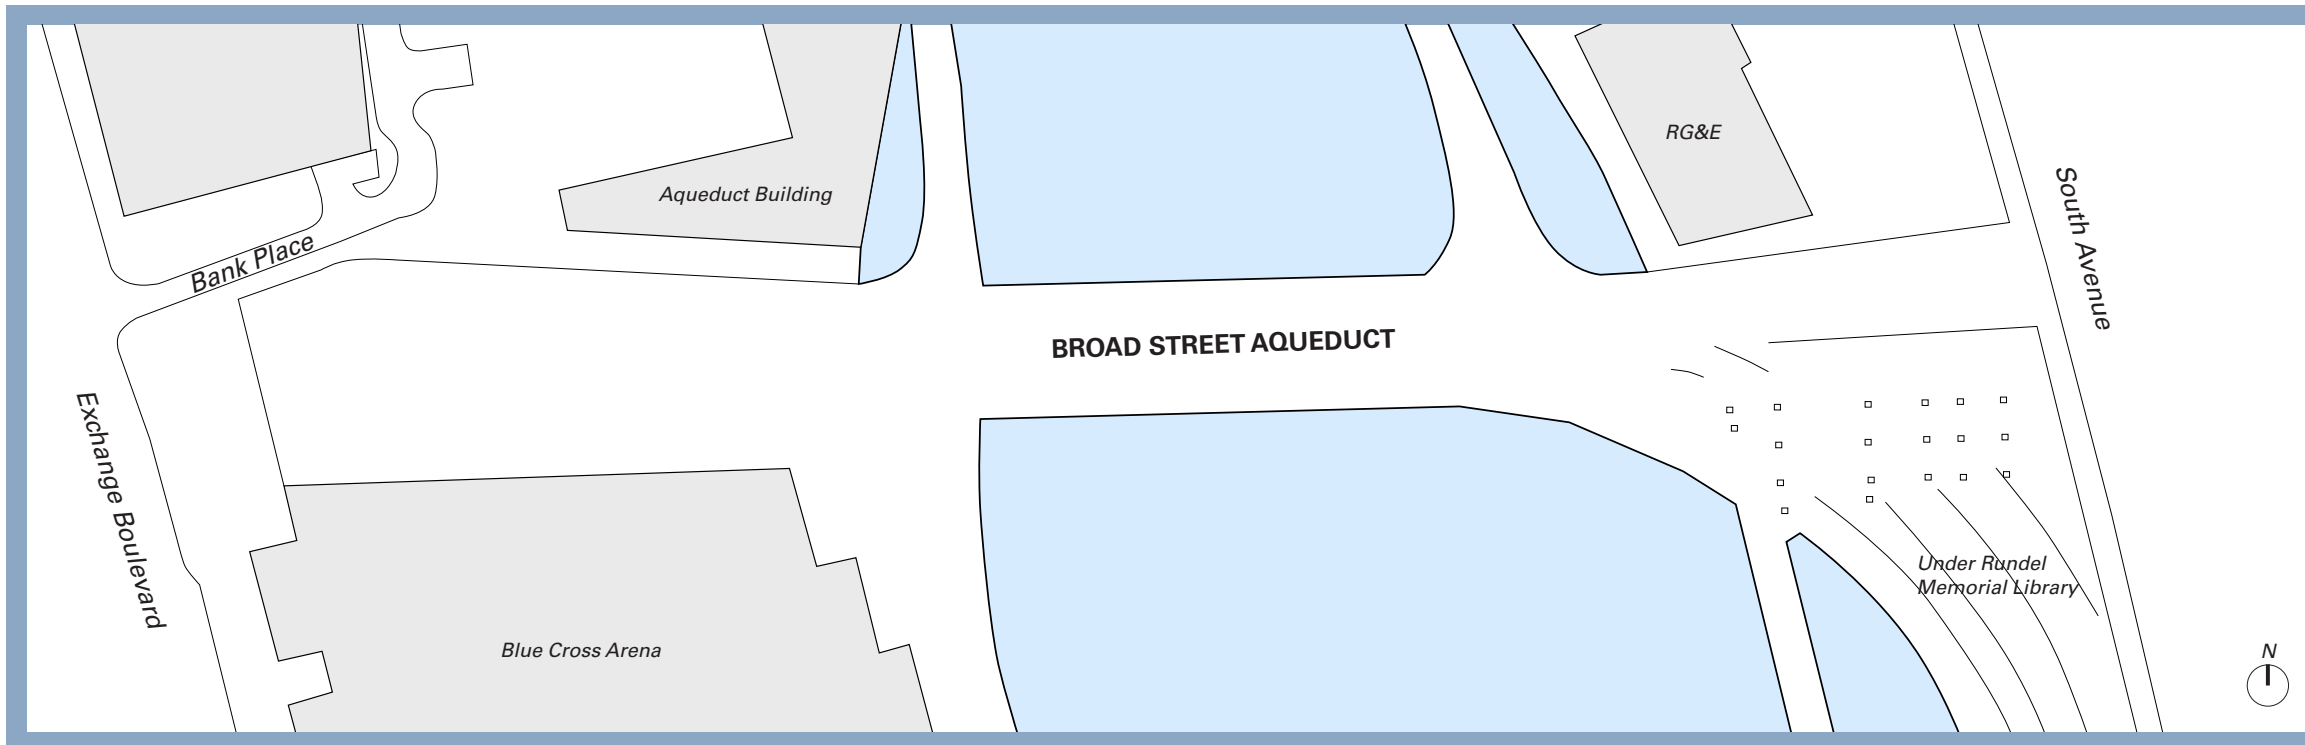 RG&E
Aqueduct Building
South Avenue
Bank Place
BROAD STREET AQUEDUCT
Exchange Boulevard
Under Rundel
Memorial Library
Blue Cross Arena
N